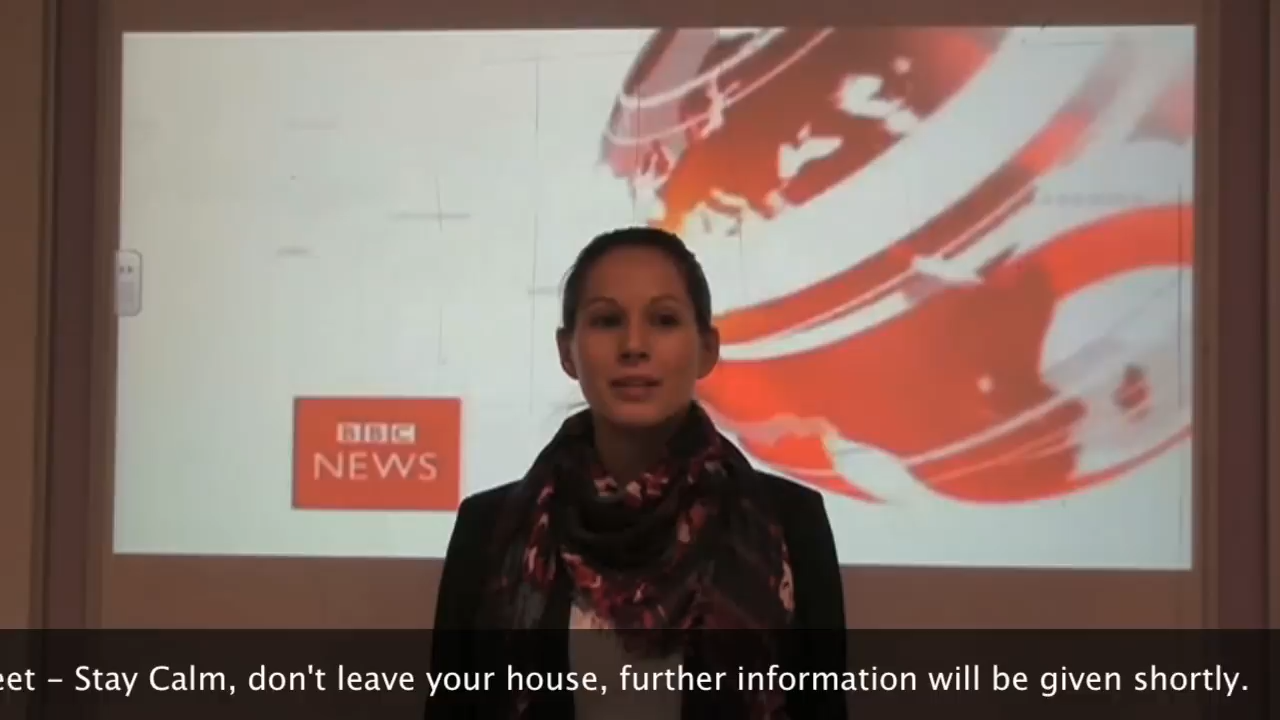 BBC
NEWS
eet - Stay Calm, don't leave your house, further information will be given shortly.